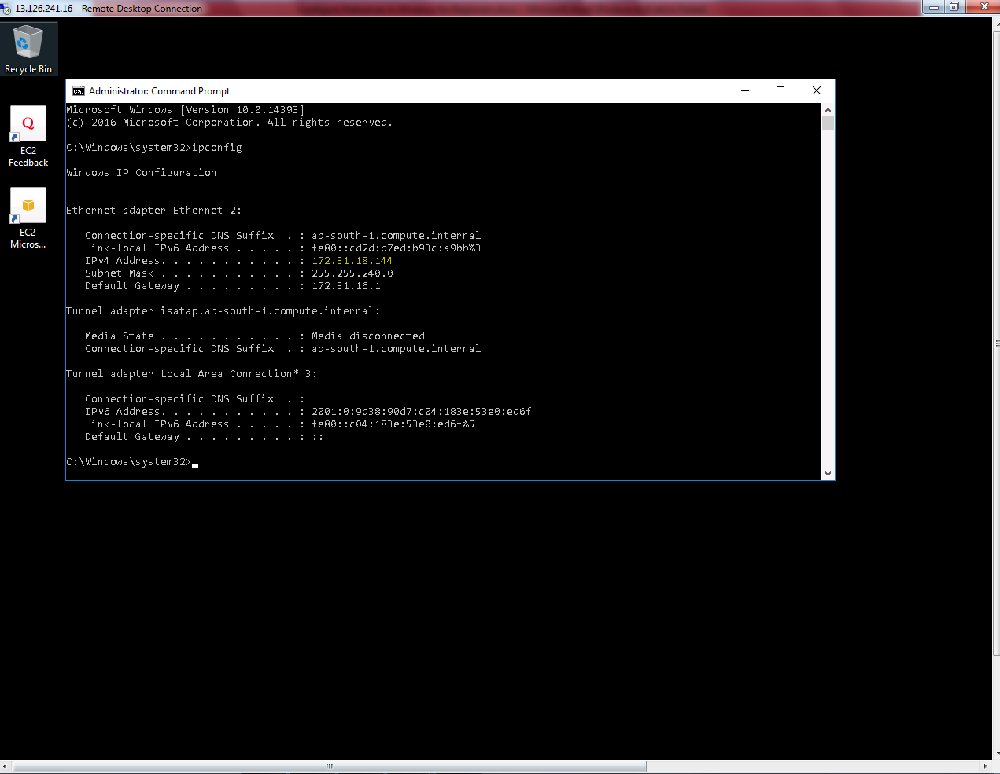 13.126.241.16 - Remote Desktop Connection
Recycle Bin
EC2
Feedback
EC2
Micros...
Administrator: Command Prompt
Microsoft Windows [Version 10.0.14393]
(c) 2016 Microsoft Corporation. All rights reserved.
C:\Windows\system32>ipconfig
Windows IP Configuration
Ethernet adapter Ethernet 2:
Connection-specific DNS Suffix  . : ap-south-1.compute.internal
Link-local IPv6 Address . . . . . : fe80::cd2d:d7ed:b93c:a9bb%3
IPv4 Address. . . . . . . . . . . : 172.31.18.144
Subnet Mask . . . . . . . . . . . : 255.255.240.0
Default Gateway . . . . . . . . . : 172.31.16.1
Tunnel adapter isatap.ap-south-1.compute.internal:
Media State . . . . . . . . . . . : Media disconnected
Connection-specific DNS Suffix  . : ap-south-1.compute.internal
Tunnel adapter Local Area Connection* 3:
Connection-specific DNS Suffix  . :
IPv6 Address. . . . . . . . . . . : 2001:0:9d38:90d7:c04:183e:53e0:ed6f
Link-local IPv6 Address . . . . . : fe80::c04:183e:53e0:ed6f%5
Default Gateway . . . . . . . . . : ::
C:\Windows\system32>